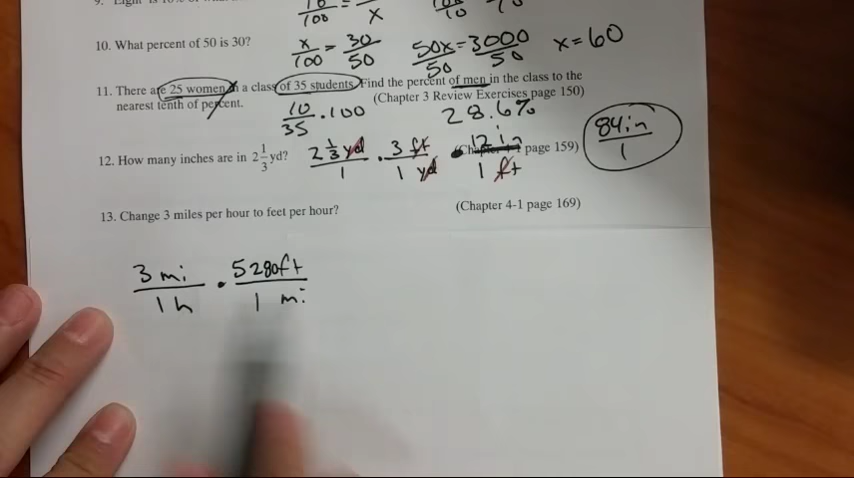 100 = x
10
10. What percent of 50 is 30? x/100 = 30/50 50x/50 = 3000/50 x = 60
11. There are 25 women in a class of 35 students. Find the percent of men in the class to the
nearest tenth of percent. (Chapter 3 Review Exercises page 150)
10/35 . 100 28.6%
12. How many inches are in 2 1/3 yd? 2 1/3 yd/1 . 3 ft/1 yd . 12 in/1 ft page 159) 84 in/1
13. Change 3 miles per hour to feet per hour? (Chapter 4-1 page 169)
3 mi/1 h . 5280 ft/1 mi